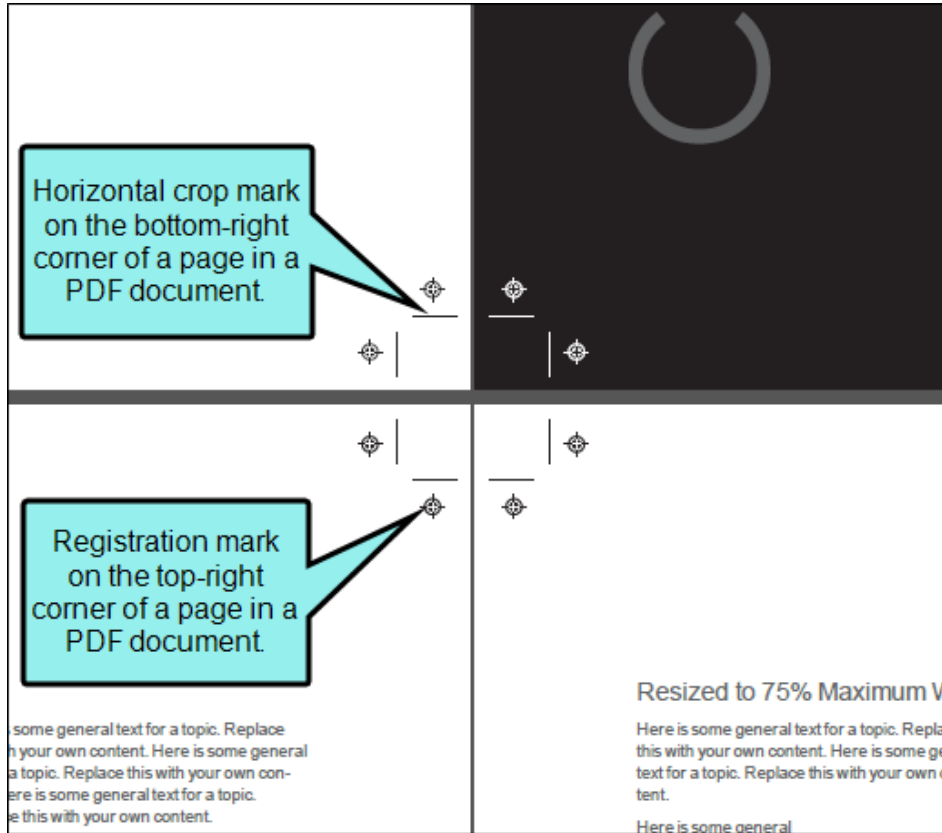 Horizontal crop mark
on the bottom-right
corner of a page in a
PDF document.
Registration mark
on the top-right
corner of a page in a
PDF document.
some general text for a topic. Replace
your own content. Here is some general
a topic. Replace this with your own con-
ere is some general text for a topic.
e this with your own content.
Resized to 75% Maximum
Here is some general text for a topic. Repla
this with your own content. Here is some ge
text for a topic. Replace this with your own
tent.
Here is some general